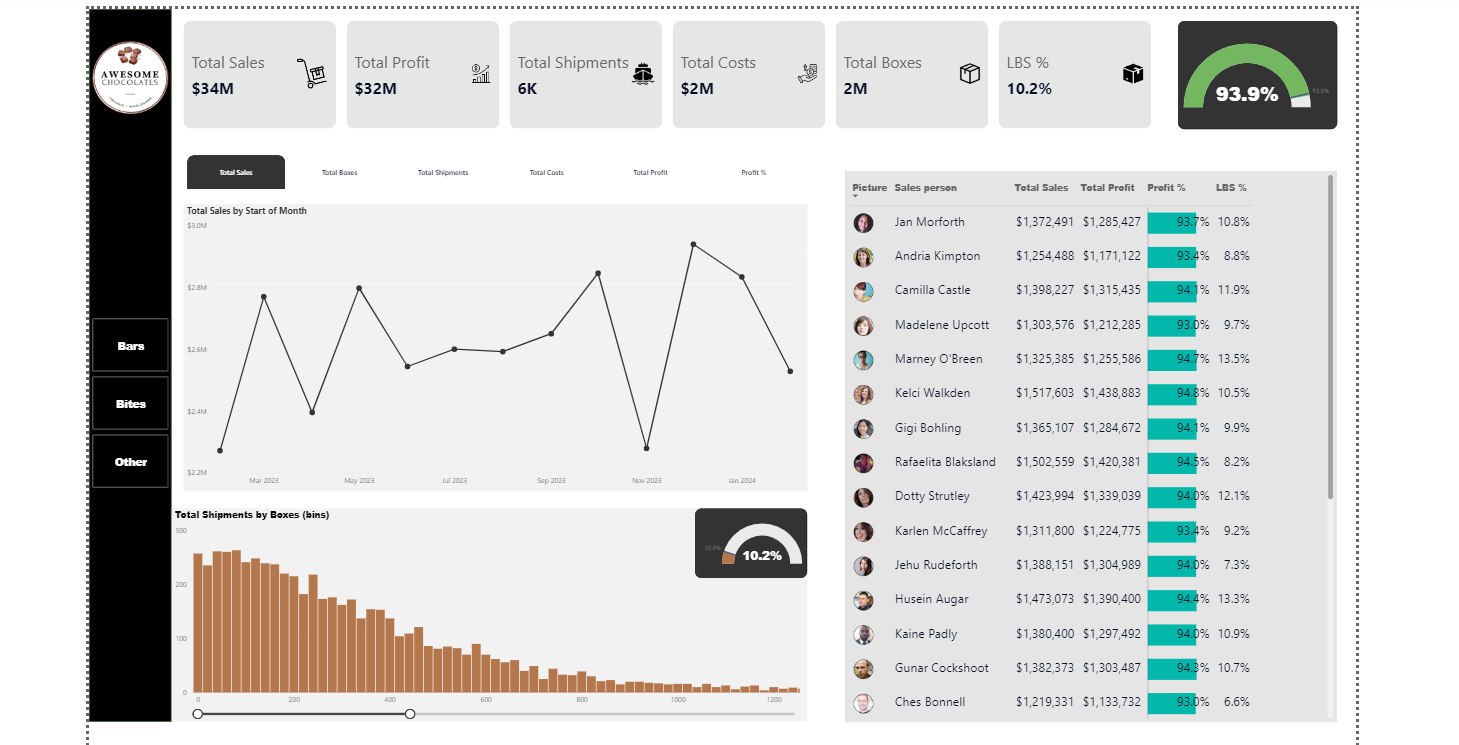 AWESOME
CHOCOLATES
Total Sales
$34M
Total Profit
$32M
Total Shipments
6K
Total Costs
$2M
Total Boxes
2M
LBS %
10.2%
93.9%
93.0%
Bars
Bites
Other
Total Sales Total Boxes Total Shipments Total Costs Total Profit Profit %
Total Sales by Start of Month
$3.0M
$2.8M
$2.6M
$2.4M
$2.2M
Mar 2023 May 2023 Jul 2023 Sep 2023 Nov 2023 Jan 2024
Total Shipments by Boxes (bins)
300
200
100
0
0 200 400 600 800 1000 1200
10.2%
Picture Sales person Total Sales Total Profit Profit % LBS %
Jan Morforth $1,372,491 $1,285,427 93.7% 10.8%
Andria Kimpton $1,254,488 $1,171,122 93.4% 8.8%
Camilla Castle $1,398,227 $1,315,435 94.1% 11.9%
Madelene Upcott $1,303,576 $1,212,285 93.0% 9.7%
Marney O'Breen $1,325,385 $1,255,586 94.7% 13.5%
Kelci Walkden $1,517,603 $1,438,883 94.8% 10.5%
Gigi Bohling $1,365,107 $1,284,672 94.1% 9.9%
Rafaelita Blaksland $1,502,559 $1,420,381 94.5% 8.2%
Dotty Strutley $1,423,994 $1,339,039 94.0% 12.1%
Karlen McCaffrey $1,311,800 $1,224,775 93.4% 9.2%
Jehu Rudeforth $1,388,151 $1,304,989 94.0% 7.3%
Husein Augar $1,473,073 $1,390,400 94.4% 13.3%
Kaine Padly $1,380,400 $1,297,492 94.0% 10.9%
Gunar Cockshoot $1,382,373 $1,303,487 94.3% 10.7%
Ches Bonnell $1,219,331 $1,133,732 93.0% 6.6%